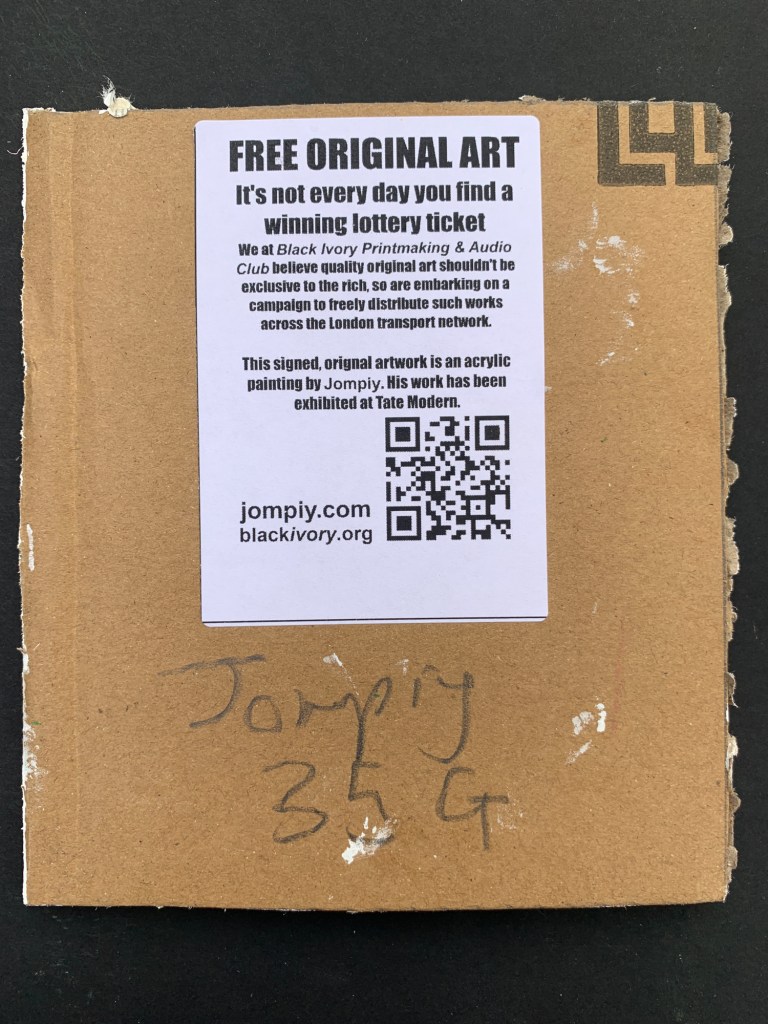 FREE ORIGINAL ART
It's not every day you find a
winning lottery ticket
We at Black Ivory Printmaking & Audio
Club believe quality original art shouldn't be
exclusive to the rich, so are embarking on a
campaign to freely distribute such works
across the London transport network.
This signed, orignal artwork is an acrylic
painting by Jompiy. His work has been
exhibited at Tate Modern.
jompiy.com
blackivory.org
Jompiy
35 G